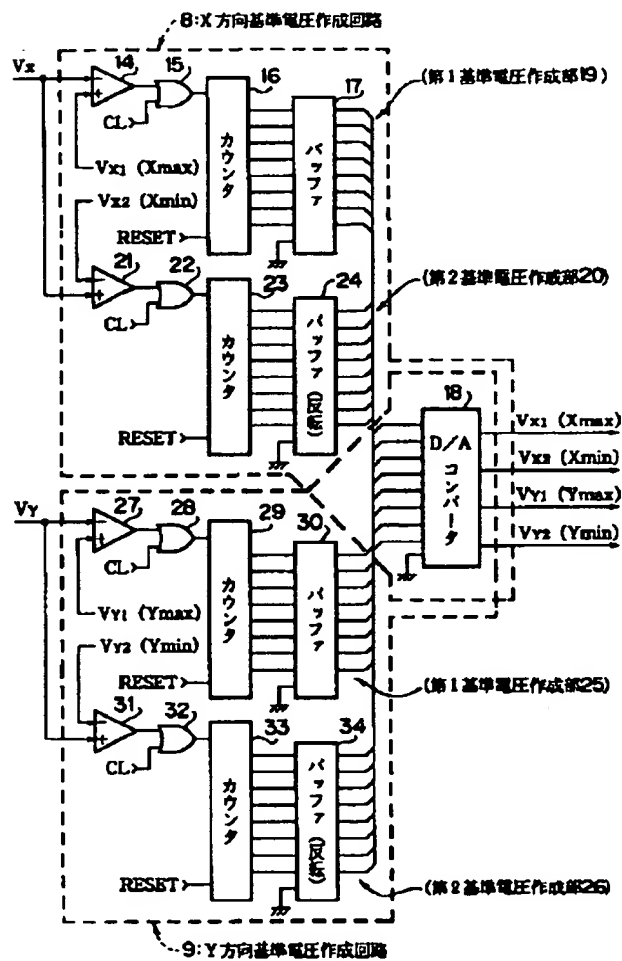 8:X方向基準電圧作成回路
VX
14
15
16
17
(第1基準電圧作成部19)
CL
カウンタ
バッファ
VX1 (Xmax)
VX2 (Xmin)
RESET
21
22
23
24
(第2基準電圧作成部20)
CL
カウンタ
バッファ
RESET
18
D/Aコンバータ
VX1 (Xmax)
VX2 (Xmin)
VY1 (Ymax)
VY2 (Ymin)
VY
27
28
29
30
CL
カウンタ
バッファ
VY1 (Ymax)
VY2 (Ymin)
RESET
(第1基準電圧作成部25)
31
32
33
34
CL
カウンタ
バッファ
RESET
(第2基準電圧作成部26)
9:Y方向基準電圧作成回路